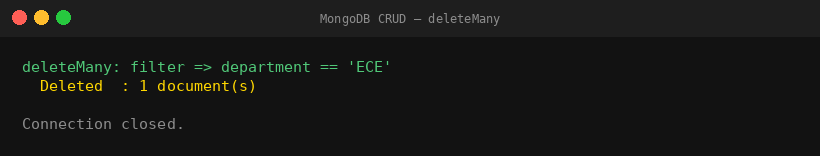 MongoDB CRUD — deleteMany
deleteMany: filter => department == 'ECE'
Deleted  : 1 document(s)
Connection closed.